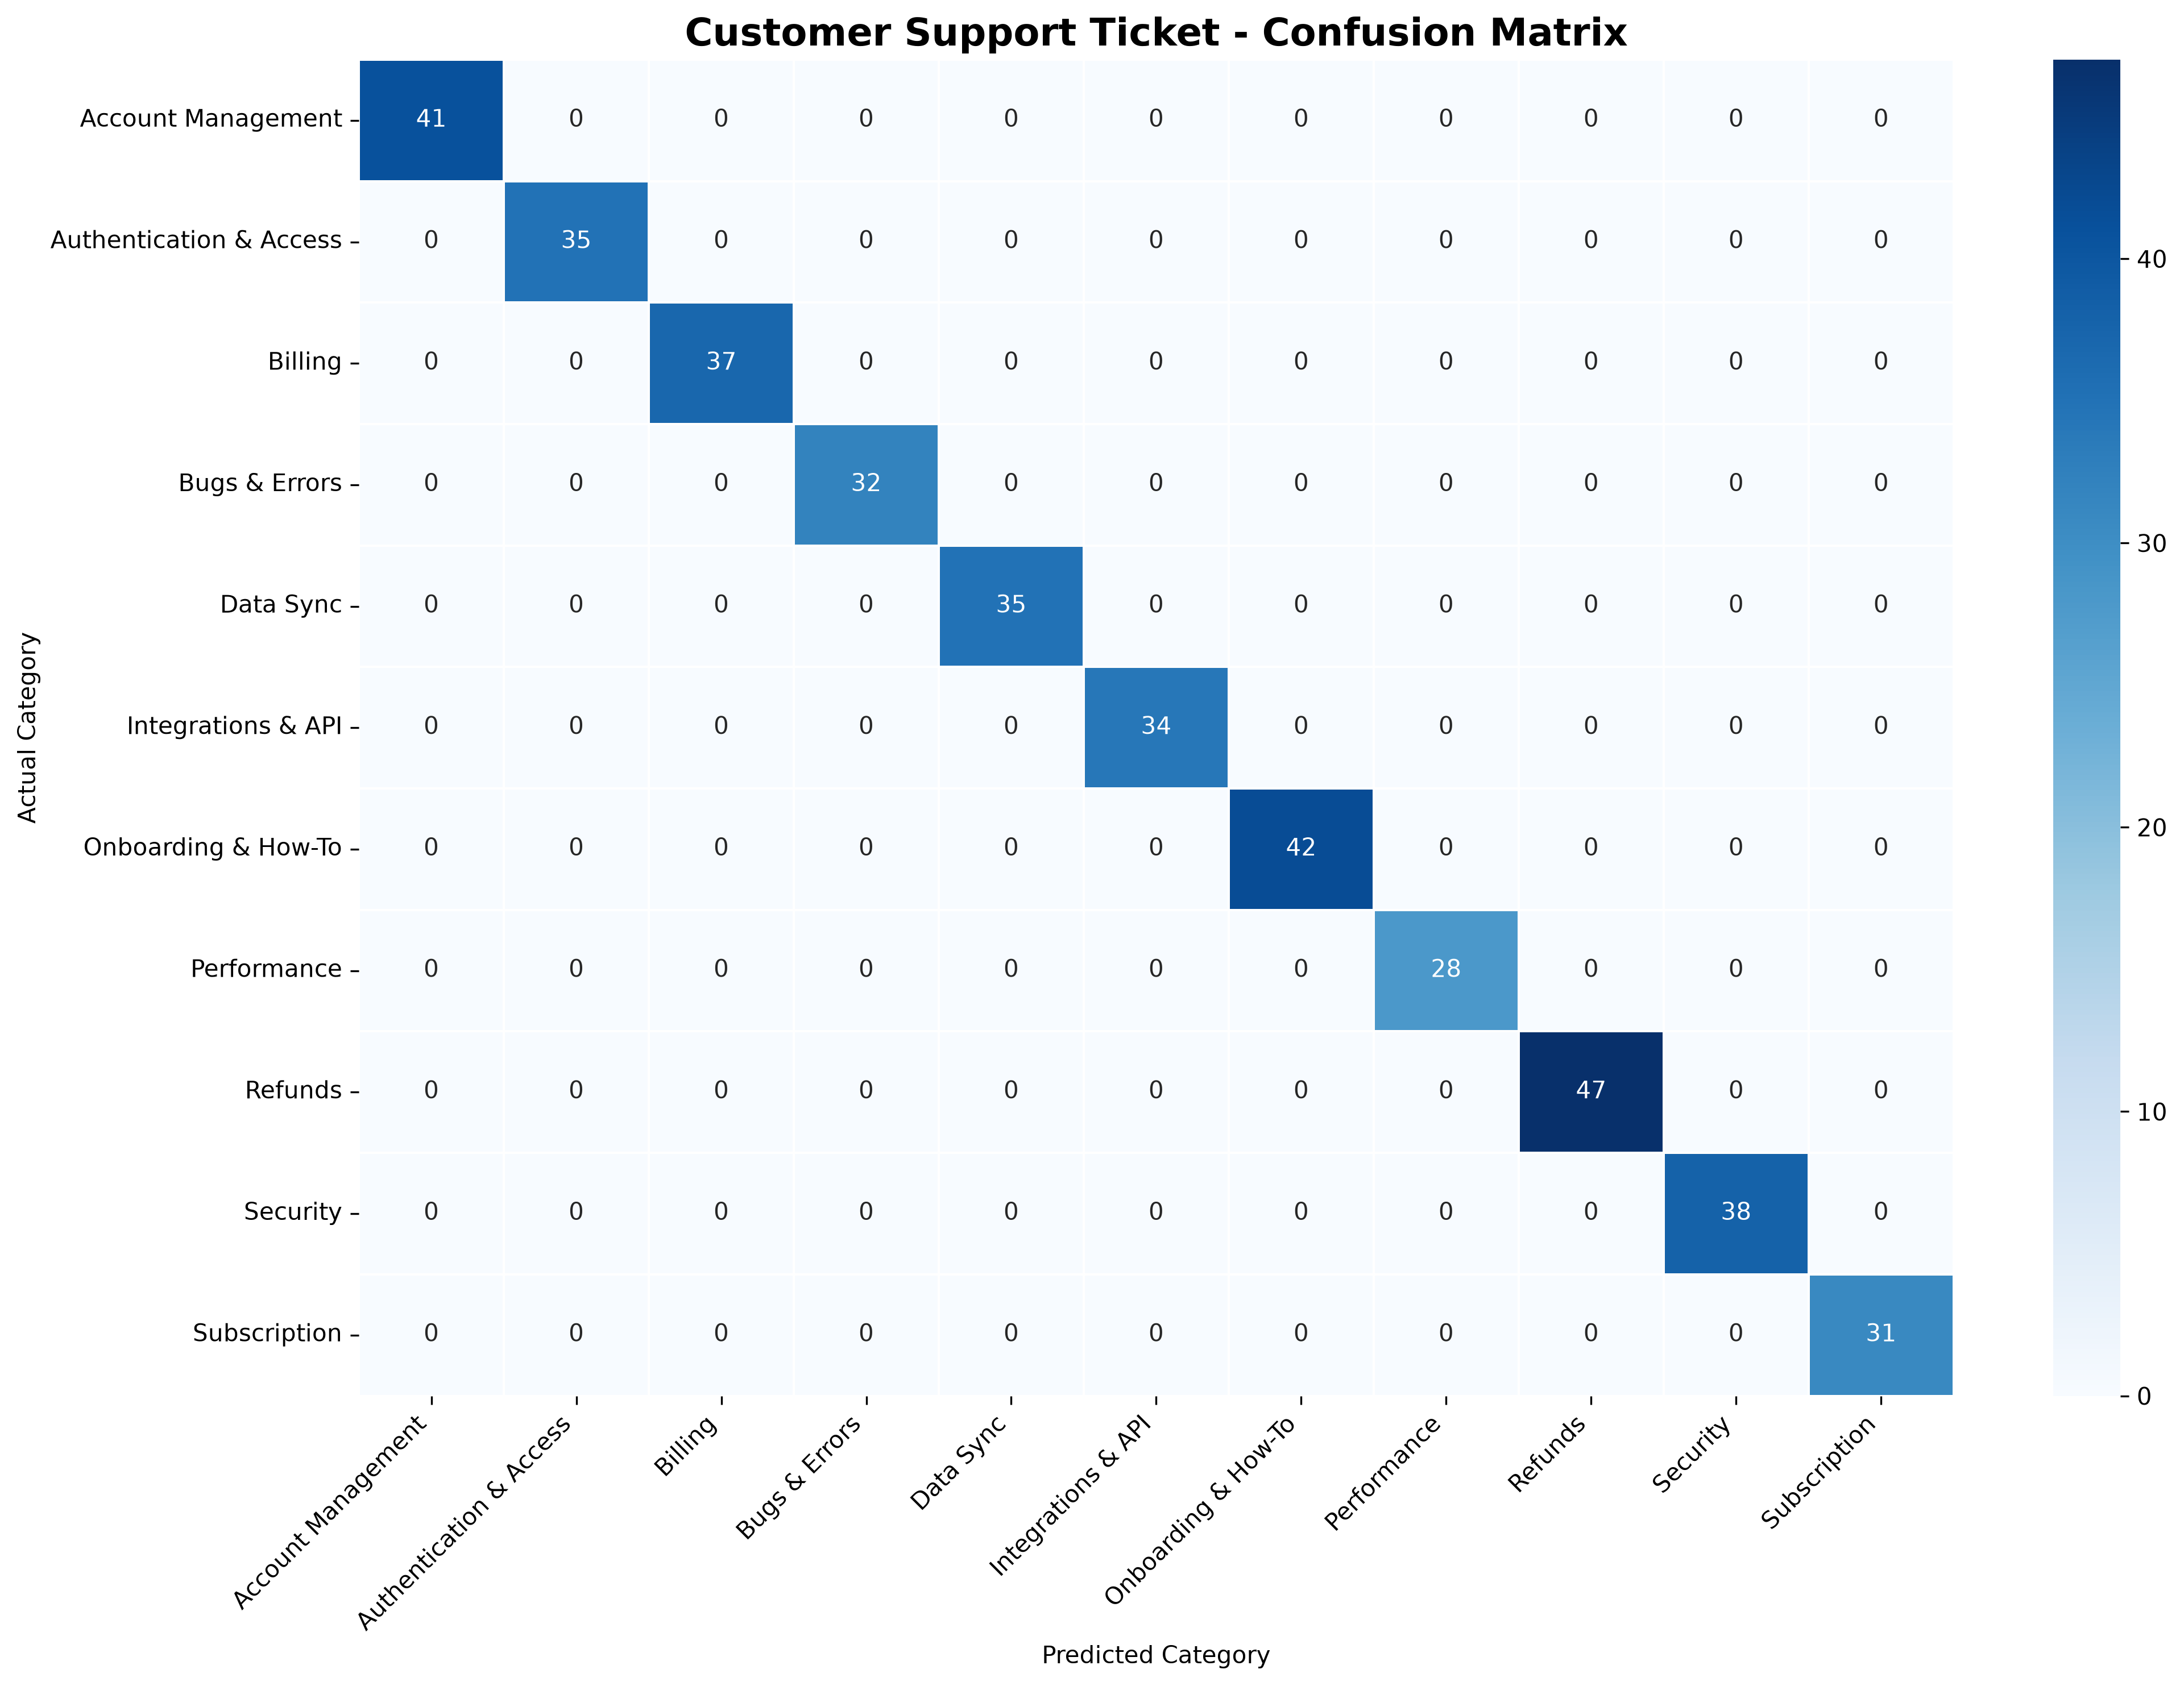 Customer Support Ticket - Confusion Matrix
Account Management 41 0 0 0 0 0 0 0 0 0 0
Authentication & Access 0 35 0 0 0 0 0 0 0 0 0
40
Billing 0 0 37 0 0 0 0 0 0 0 0
Bugs & Errors 0 0 0 32 0 0 0 0 0 0 0
30
Data Sync 0 0 0 0 35 0 0 0 0 0 0
Actual Category
Integrations & API 0 0 0 0 0 34 0 0 0 0 0
20
Onboarding & How-To 0 0 0 0 0 0 42 0 0 0 0
Performance 0 0 0 0 0 0 0 28 0 0 0
Refunds 0 0 0 0 0 0 0 0 47 0 0
10
Security 0 0 0 0 0 0 0 0 0 38 0
Subscription 0 0 0 0 0 0 0 0 0 0 31
0
Account Management
Authentication & Access
Billing
Bugs & Errors
Data Sync
Integrations & API
Onboarding & How-To
Performance
Refunds
Security
Subscription
Predicted Category